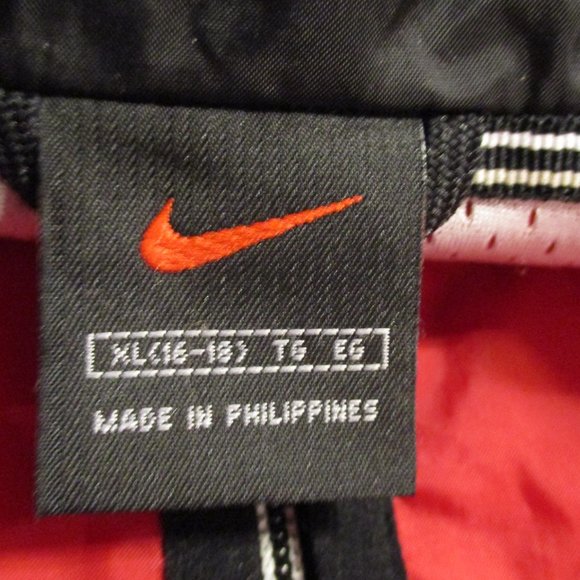 XL(16-18) TG EG
MADE IN PHILIPPINES